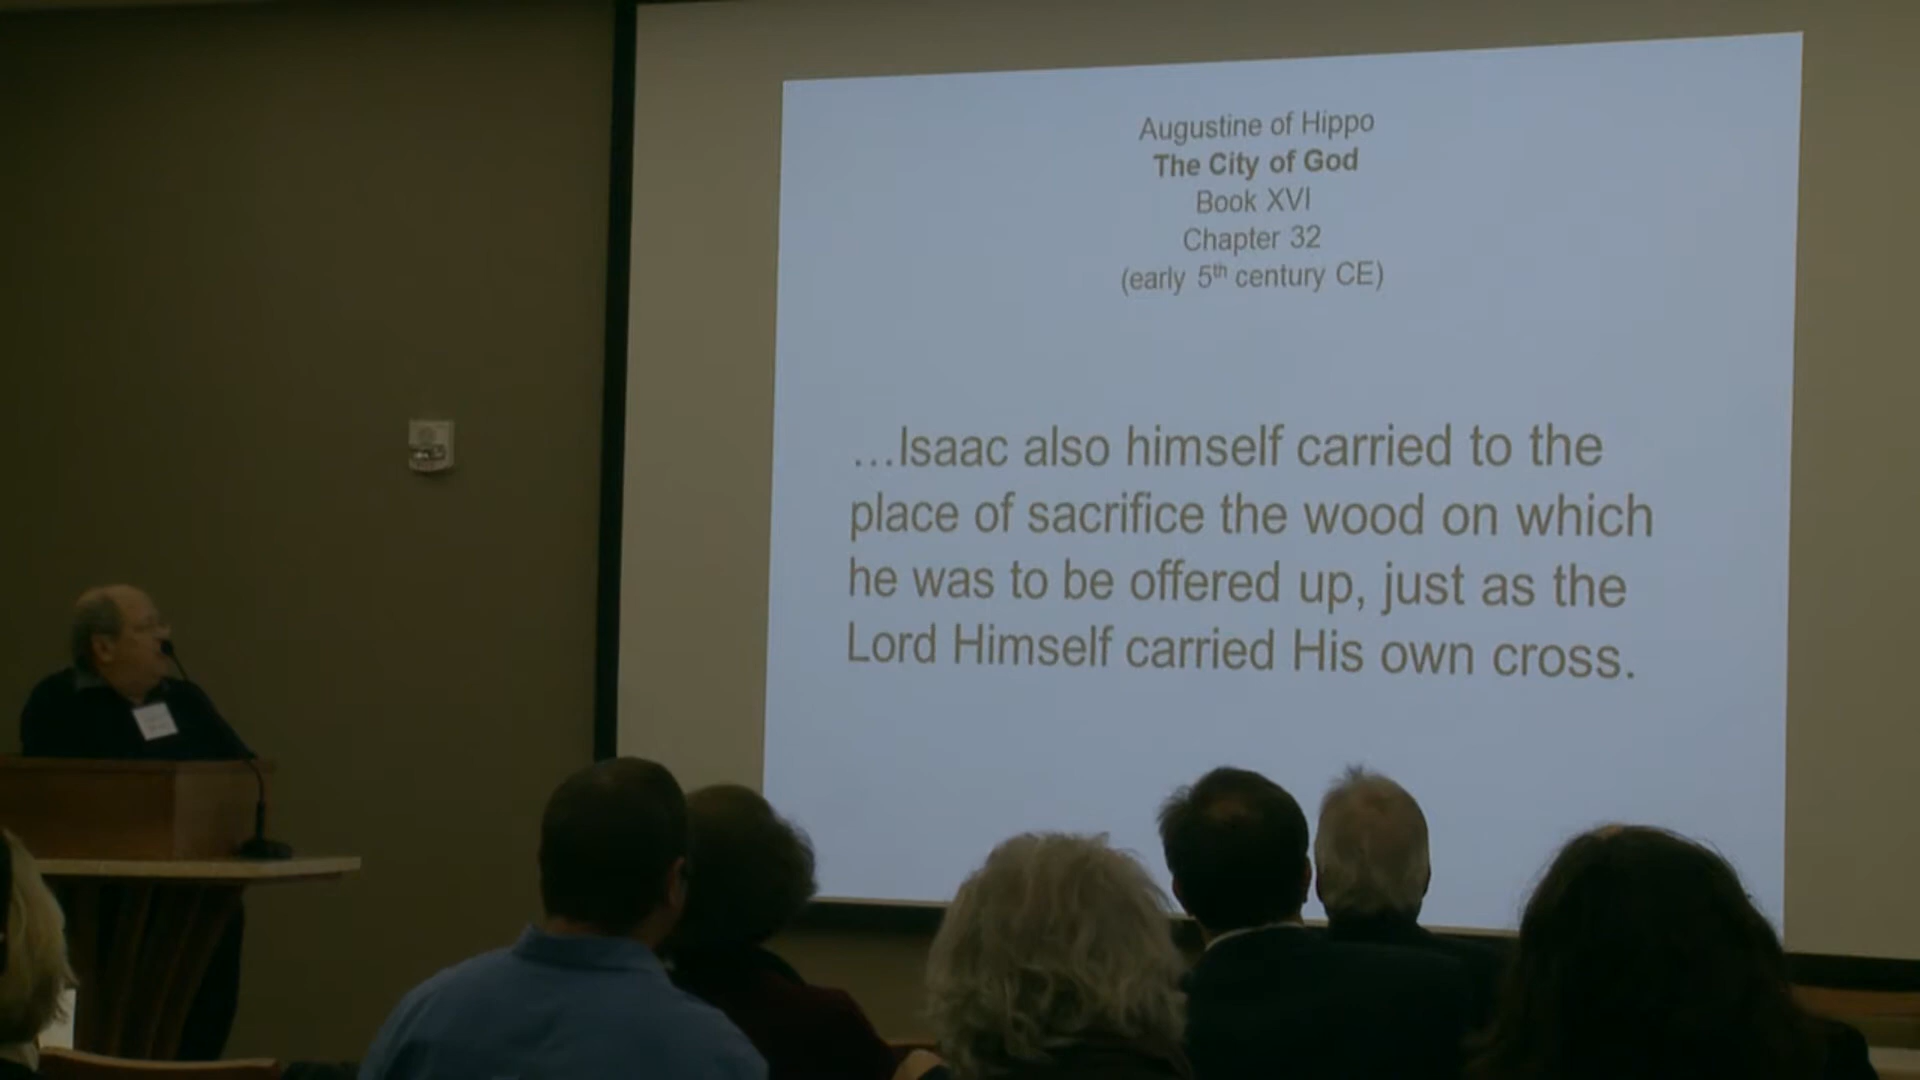 Augustine of Hippo
The City of God
Book XVI
Chapter 32
(early 5th century CE)
…Isaac also himself carried to the
place of sacrifice the wood on which
he was to be offered up, just as the
Lord Himself carried His own cross.